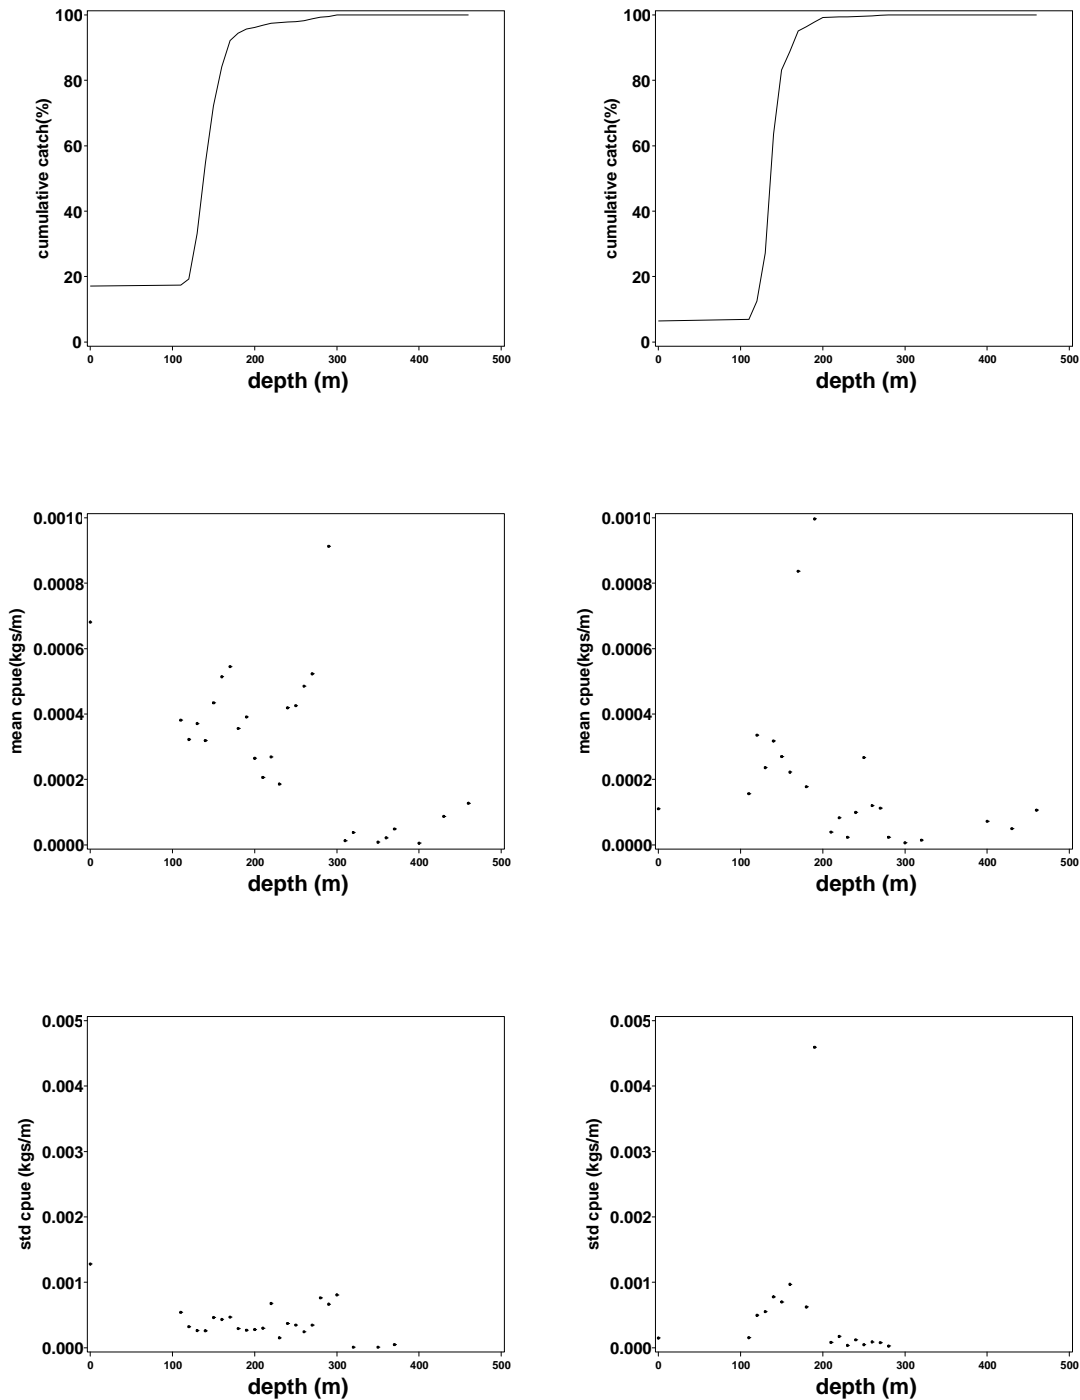 100
80
60
40
20
0
cumulative catch(%)
0 100 200 300 400 500
depth (m)
100
80
60
40
20
0
cumulative catch(%)
0 100 200 300 400 500
depth (m)
0.0010
0.0008
0.0006
0.0004
0.0002
0.0000
mean cpue(kgs/m)
0 100 200 300 400 500
depth (m)
0.0010
0.0008
0.0006
0.0004
0.0002
0.0000
mean cpue(kgs/m)
0 100 200 300 400 500
depth (m)
0.005
0.004
0.003
0.002
0.001
0.000
std cpue (kgs/m)
0 100 200 300 400 500
depth (m)
0.005
0.004
0.003
0.002
0.001
0.000
std cpue (kgs/m)
0 100 200 300 400 500
depth (m)